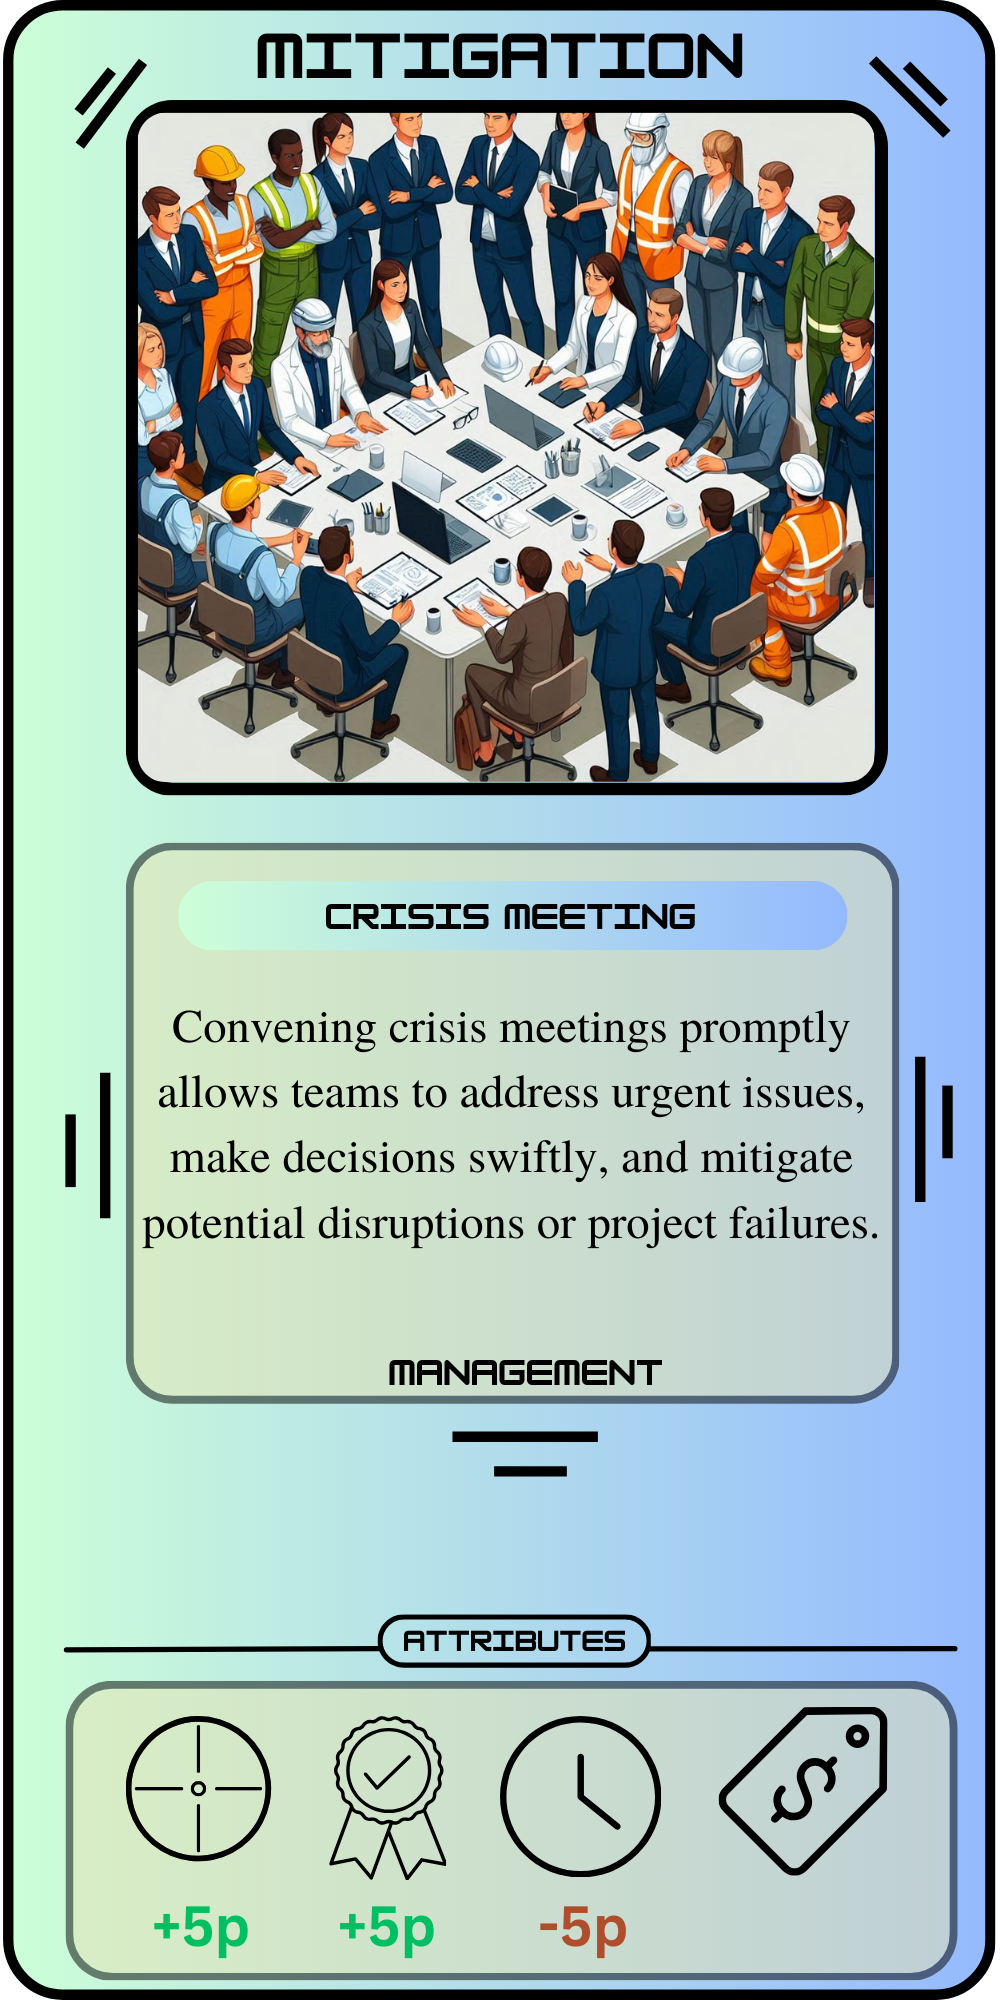 MITIGATION
CRISIS MEETING
Convening crisis meetings promptly
allows teams to address urgent issues,
make decisions swiftly, and mitigate
potential disruptions or project failures.
MANAGEMENT
ATTRIBUTES
$
+5p +5p -5p